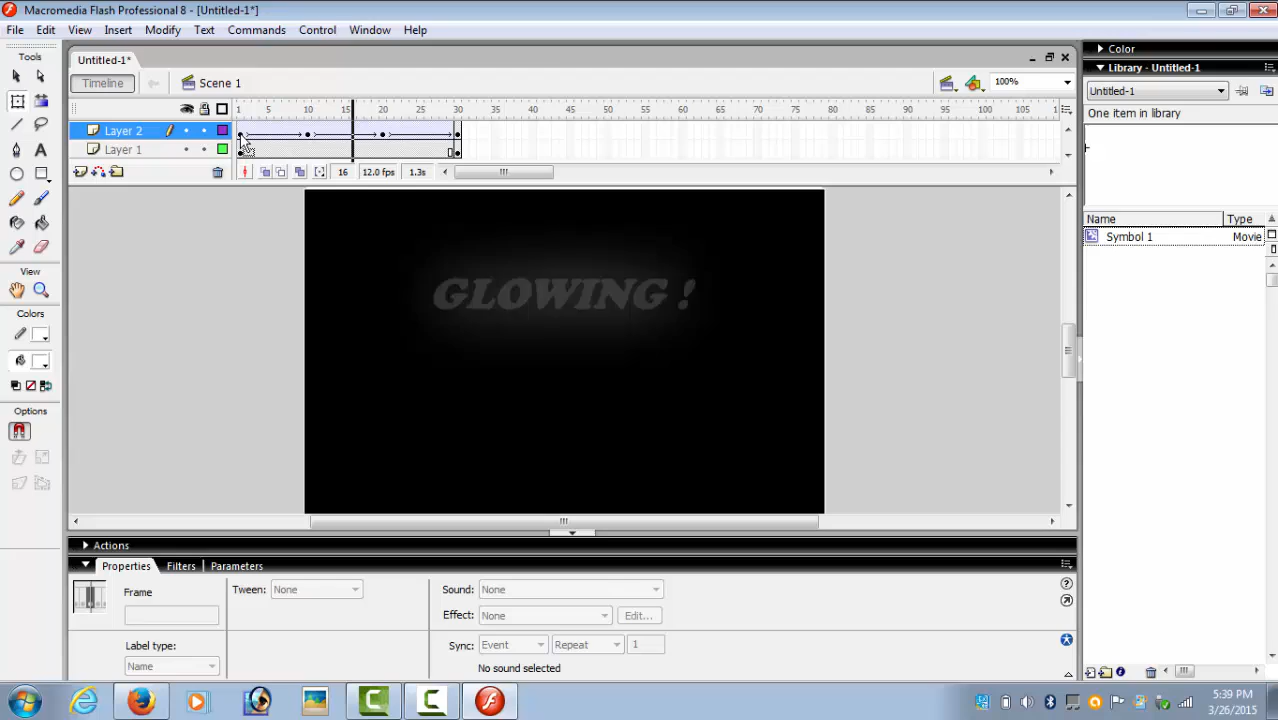 Macromedia Flash Professional 8 - [Untitled-1*]
File Edit View Insert Modify Text Commands Control Window Help
Tools
Untitled-1*
Timeline
Scene 1
100%
1 5 10 15 20 25 30 35 40 45 50 55 60 65 70 75 80 85 90 95 100 105 1
Layer 2
Layer 1
16 12.0 fps 1.3s
GLOWING !
View
Colors
Options
Color
Library - Untitled-1
Untitled-1
One item in library
Name Type
Symbol 1 Movie
Actions
Properties Filters Parameters
Frame
Tween: None
Sound: None
Effect: None Edit...
Label type:
Sync: Event Repeat 1
Name
No sound selected
5:39 PM
3/26/2015